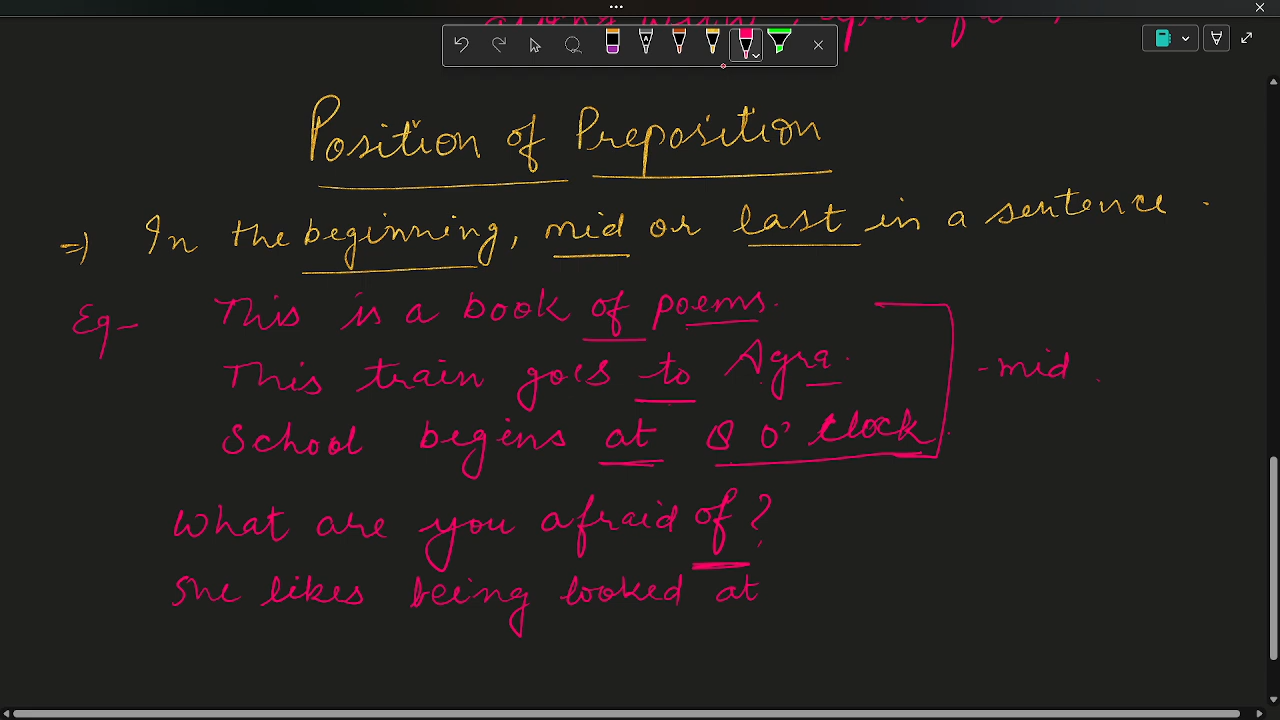 Position of Preposition
=) In the beginning, mid or last in a sentence.
Eg- This is a book of poems.
This train goes to Agra.
- mid.
School begins at 8 O' Clock.
What are you afraid of?
She likes being looked at